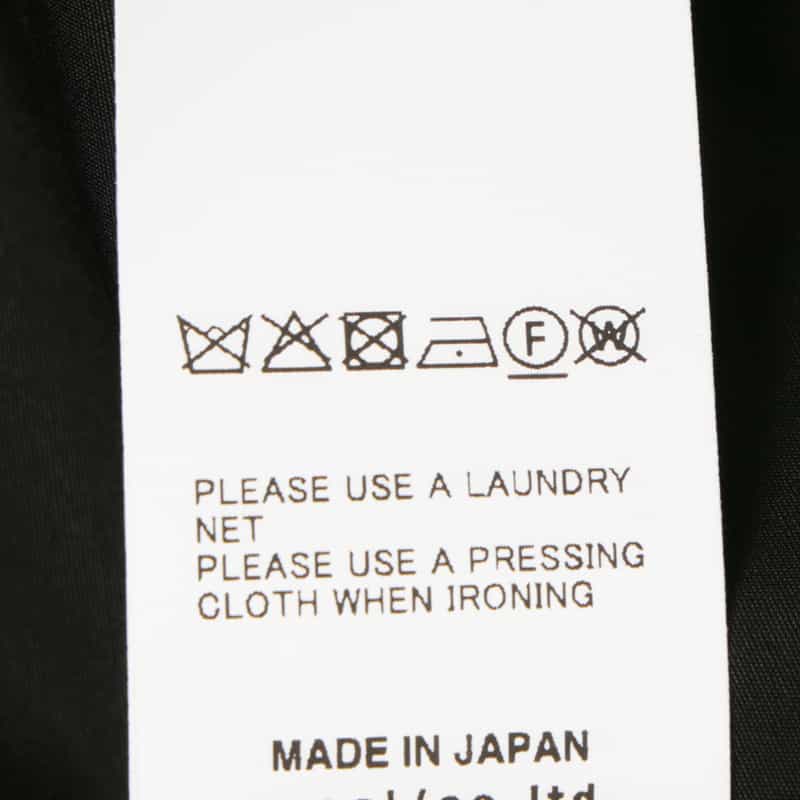 F W
PLEASE USE A LAUNDRY
NET
PLEASE USE A PRESSING
CLOTH WHEN IRONING
MADE IN JAPAN